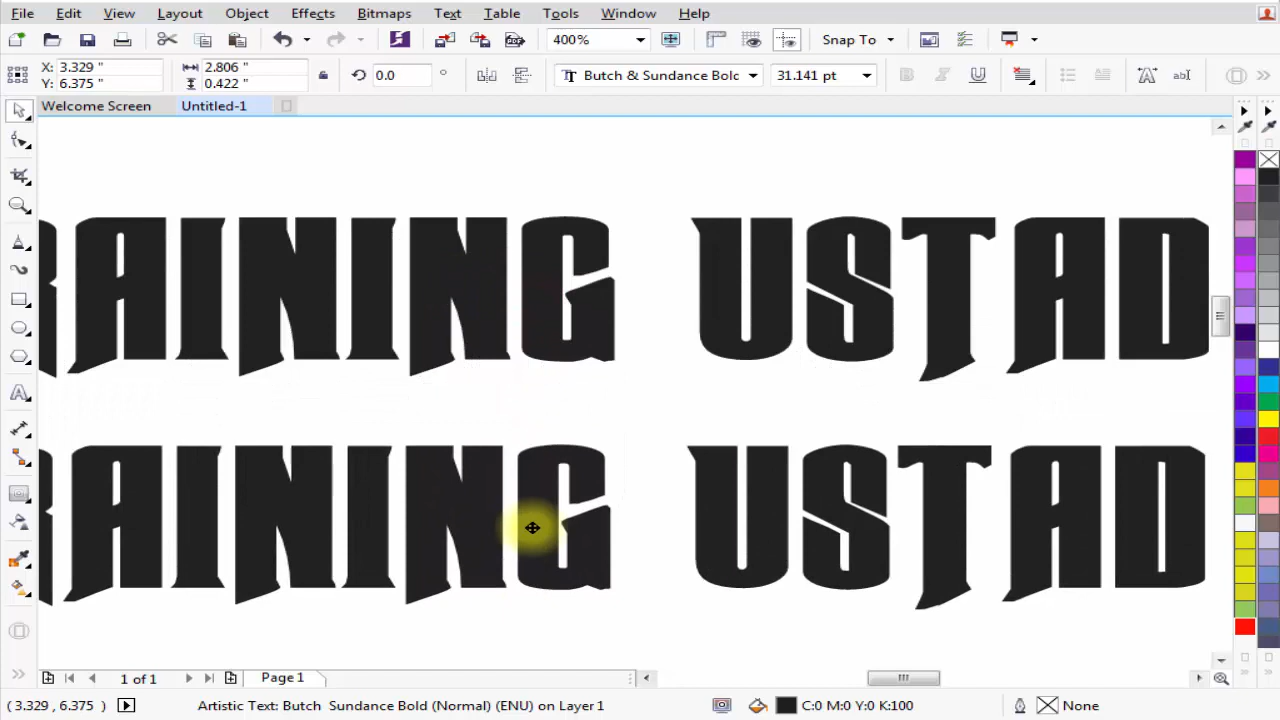 File Edit View Layout Object Effects Bitmaps Text Table Tools Window Help
400% Snap To
X: 3.329 " 2.806 " 0.0 ° Butch & Sundance Bold 31.141 pt
Y: 6.375 " 0.422 "
Welcome Screen Untitled-1
RAINING USTAD
RAINING USTAD
1 of 1 Page 1
( 3.329 , 6.375 ) Artistic Text: Butch Sundance Bold (Normal) (ENU) on Layer 1 C:0 M:0 Y:0 K:100 None